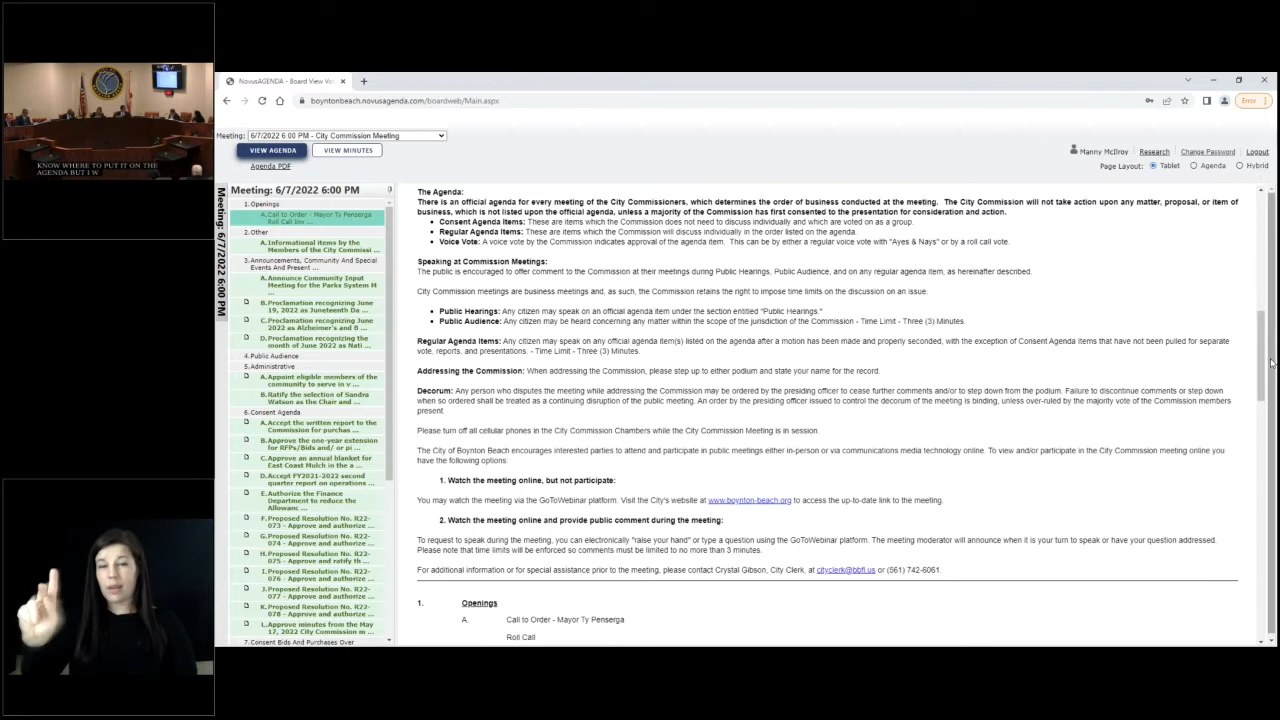 KNOW WHERE TO PUT IT ON THE
AGENDA BUT I W
NovusAGENDA - Board View Vo
boyntonbeach.novusagenda.com/boardweb/Main.aspx
Error
Meeting: 6/7/2022 6:00 PM - City Commission Meeting
VIEW AGENDA
VIEW MINUTES
Agenda PDF
Manny McIlroy
Research
Change Password
Logout
Page Layout: Tablet Agenda Hybrid
Meeting: 6/7/2022 6:00 PM
Meeting: 6/7/2022 6:00 PM
1.Openings
A.Call to Order - Mayor Ty Penserga
Roll Call Inv ...
2.Other
A.Informational items by the
Members of the City Commissi ...
3.Announcements, Community And Special
Events And Present ...
A.Announce Community Input
Meeting for the Parks System M
...
B.Proclamation recognizing June
19, 2022 as Juneteenth Da ...
C.Proclamation recognizing June
2022 as Alzheimer's and B ...
D.Proclamation recognizing the
month of June 2022 as Nati ...
4.Public Audience
5.Administrative
A.Appoint eligible members of the
community to serve in v ...
B.Ratify the selection of Sandra
Watson as the Chair and ...
6.Consent Agenda
A.Accept the written report to the
Commission for purchas ...
B.Approve the one-year extension
for RFPs/Bids and/ or pi ...
C.Approve an annual blanket for
East Coast Mulch in the a ...
D.Accept FY2021-2022 second
quarter report on operations ...
E.Authorize the Finance
Department to reduce the
Allowanc ...
F.Proposed Resolution No. R22-
073 - Approve and authorize ...
G.Proposed Resolution No. R22-
074 - Approve and authorize ...
H.Proposed Resolution No. R22-
075 - Approve and ratify th ...
I.Proposed Resolution No. R22-
076 - Approve and authorize ...
J.Proposed Resolution No. R22-
077 - Approve and authorize ...
K.Proposed Resolution No. R22-
078 - Approve and authorize ...
L.Approve minutes from the May
17, 2022 City Commission m ...
7.Consent Bids And Purchases Over
The Agenda:
There is an official agenda for every meeting of the City Commissioners, which determines the order of business conducted at the meeting. The City Commission will not take action upon any matter, proposal, or item of
business, which is not listed upon the official agenda, unless a majority of the Commission has first consented to the presentation for consideration and action.
• Consent Agenda Items: These are items which the Commission does not need to discuss individually and which are voted on as a group.
• Regular Agenda Items: These are items which the Commission will discuss individually in the order listed on the agenda.
• Voice Vote: A voice vote by the Commission indicates approval of the agenda item. This can be by either a regular voice vote with "Ayes & Nays" or by a roll call vote.
Speaking at Commission Meetings:
The public is encouraged to offer comment to the Commission at their meetings during Public Hearings, Public Audience, and on any regular agenda item, as hereinafter described.
City Commission meetings are business meetings and, as such, the Commission retains the right to impose time limits on the discussion on an issue.
• Public Hearings: Any citizen may speak on an official agenda item under the section entitled "Public Hearings."
• Public Audience: Any citizen may be heard concerning any matter within the scope of the jurisdiction of the Commission - Time Limit - Three (3) Minutes.
Regular Agenda Items: Any citizen may speak on any official agenda item(s) listed on the agenda after a motion has been made and properly seconded, with the exception of Consent Agenda Items that have not been pulled for separate
vote, reports, and presentations. - Time Limit - Three (3) Minutes.
Addressing the Commission: When addressing the Commission, please step up to either podium and state your name for the record.
Decorum: Any person who disputes the meeting while addressing the Commission may be ordered by the presiding officer to cease further comments and/or to step down from the podium. Failure to discontinue comments or step down
when so ordered shall be treated as a continuing disruption of the public meeting. An order by the presiding officer issued to control the decorum of the meeting is binding, unless over-ruled by the majority vote of the Commission members
present.
Please turn off all cellular phones in the City Commission Chambers while the City Commission Meeting is in session.
The City of Boynton Beach encourages interested parties to attend and participate in public meetings either in-person or via communications media technology online. To view and/or participate in the City Commission meeting online you
have the following options:
1. Watch the meeting online, but not participate:
You may watch the meeting via the GoToWebinar platform. Visit the City's website at www.boynton-beach.org to access the up-to-date link to the meeting.
2. Watch the meeting online and provide public comment during the meeting:
To request to speak during the meeting, you can electronically "raise your hand" or type a question using the GoToWebinar platform. The meeting moderator will announce when it is your turn to speak or have your question addressed.
Please note that time limits will be enforced so comments must be limited to no more than 3 minutes.
For additional information or for special assistance prior to the meeting, please contact Crystal Gibson, City Clerk, at cityclerk@bbfl.us or (561) 742-6061.
1. Openings
A. Call to Order - Mayor Ty Penserga
Roll Call